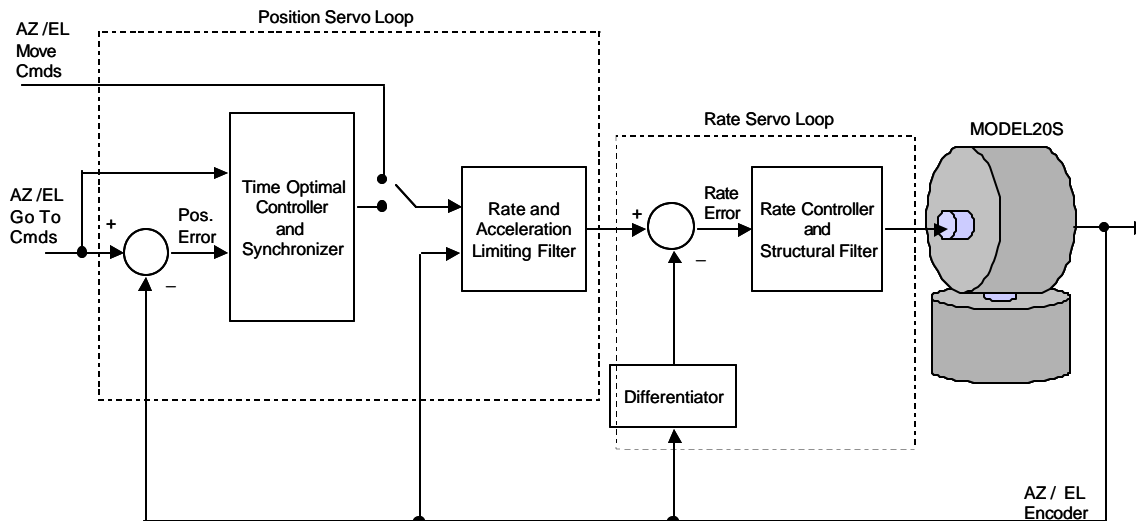 Position Servo Loop
AZ /EL
Move
Cmds
Rate Servo Loop
MODEL20S
AZ /EL
Go To
Cmds
+
Pos.
Error
–
Time Optimal
Controller
and
Synchronizer
Rate and
Acceleration
Limiting Filter
+
Rate
Error
–
Rate Controller
and
Structural Filter
Differentiator
AZ / EL
Encoder